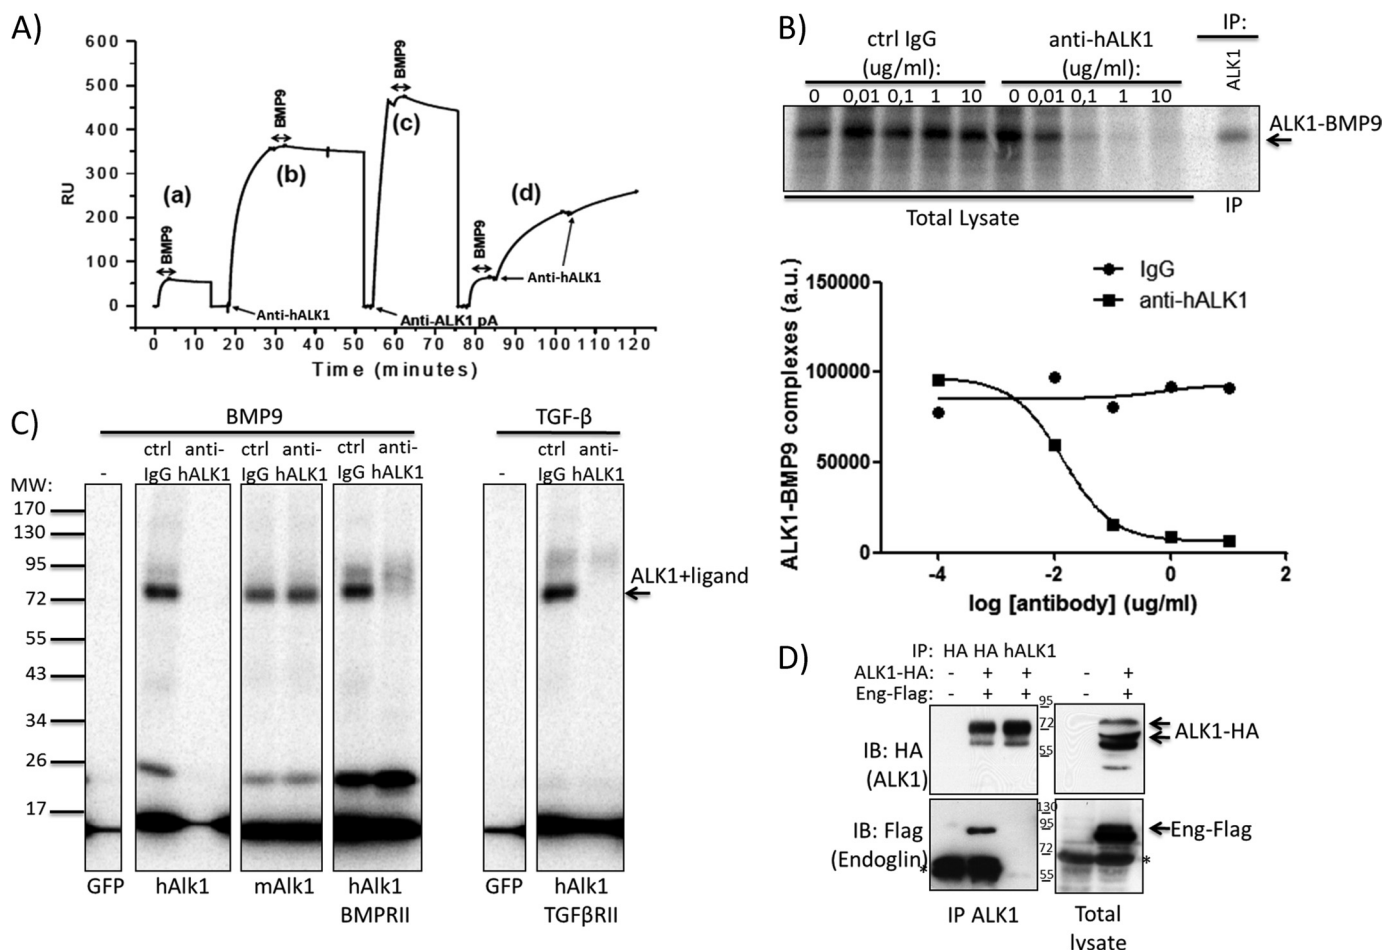 A)
600
500
450
350
300
200
100
0
RU
(a)
(b)
(c)
(d)
BMP9
BMP9
BMP9
BMP9
Anti-hALK1
Anti-ALK1 pA
Anti-hALK1
0 10 20 30 40 50 60 70 80 90 100 110 120
Time (minutes)
B)
ctrl IgG
(ug/ml):
anti-hALK1
(ug/ml):
IP:
ALK1
0 0,01 0,1 1 10 0 0,01 0,1 1 10
ALK1-BMP9
Total Lysate
IP
IgG
anti-hALK1
150000
100000
50000
0
ALK1-BMP9 complexes (a.u.)
-4 -2 0 2
log [antibody] (ug/ml)
C)
BMP9
TGF-β
ctrl anti- ctrl anti- ctrl anti- ctrl anti-
- IgG hALK1 IgG hALK1 IgG hALK1 - IgG hALK1
MW:
170
130
95
72
55
43
34
26
17
ALK1+ligand
GFP hAlk1 mAlk1 hAlk1 GFP hAlk1
BMPRII TGFβRII
D)
IP: HA HA hALK1
ALK1-HA: - + + - +
Eng-Flag: - + + - +
95
72
55
IB: HA
(ALK1)
ALK1-HA
130
95
72
55
IB: Flag
(Endoglin)
Eng-Flag
*
*
IP ALK1
Total
lysate